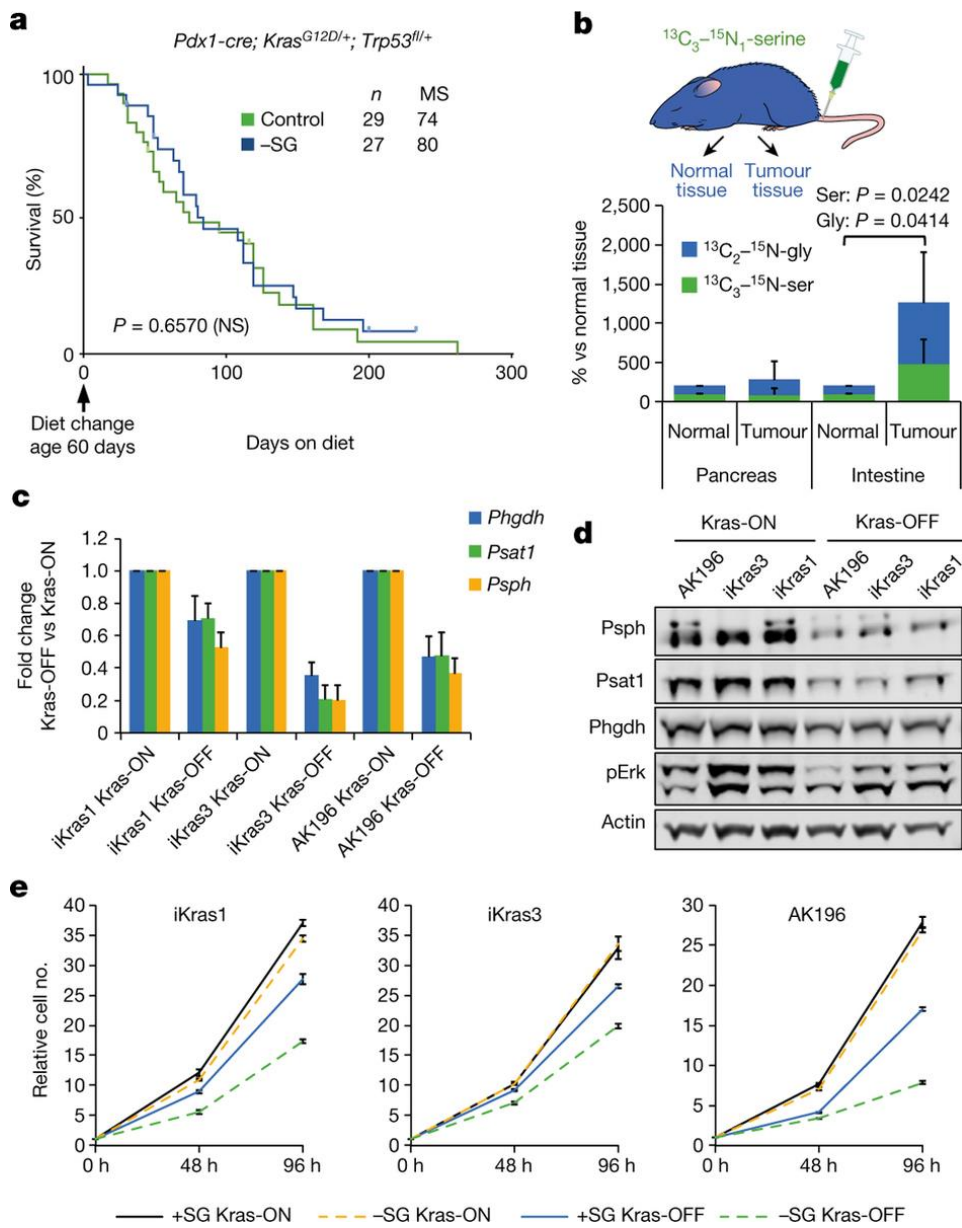 a
Pdx1-cre; Kras^G12D/+; Trp53^fl/+
n MS
Control 29 74
–SG 27 80
Survival (%)
100
50
0
P = 0.6570 (NS)
0 100 200 300
Diet change
age 60 days
Days on diet
b
¹³C₃–¹⁵N₁-serine
Normal
tissue
Tumour
tissue
Ser: P = 0.0242
Gly: P = 0.0414
% vs normal tissue
2,500
2,000
1,500
1,000
500
0
¹³C₂–¹⁵N-gly
¹³C₃–¹⁵N-ser
Normal Tumour Normal Tumour
Pancreas Intestine
c
Fold change
Kras-OFF vs Kras-ON
1.2
1.0
0.8
0.6
0.4
0.2
0
Phgdh
Psat1
Psph
iKras1 Kras-ON
iKras1 Kras-OFF
iKras3 Kras-ON
iKras3 Kras-OFF
AK196 Kras-ON
AK196 Kras-OFF
d
Kras-ON Kras-OFF
AK196 iKras3 iKras1 AK196 iKras3 iKras1
Psph
Psat1
Phgdh
pErk
Actin
e
Relative cell no.
iKras1
40
35
30
25
20
15
10
5
0
0 h 48 h 96 h
iKras3
40
35
30
25
20
15
10
5
0
0 h 48 h 96 h
AK196
30
25
20
15
10
5
0
0 h 48 h 96 h
+SG Kras-ON –SG Kras-ON +SG Kras-OFF –SG Kras-OFF